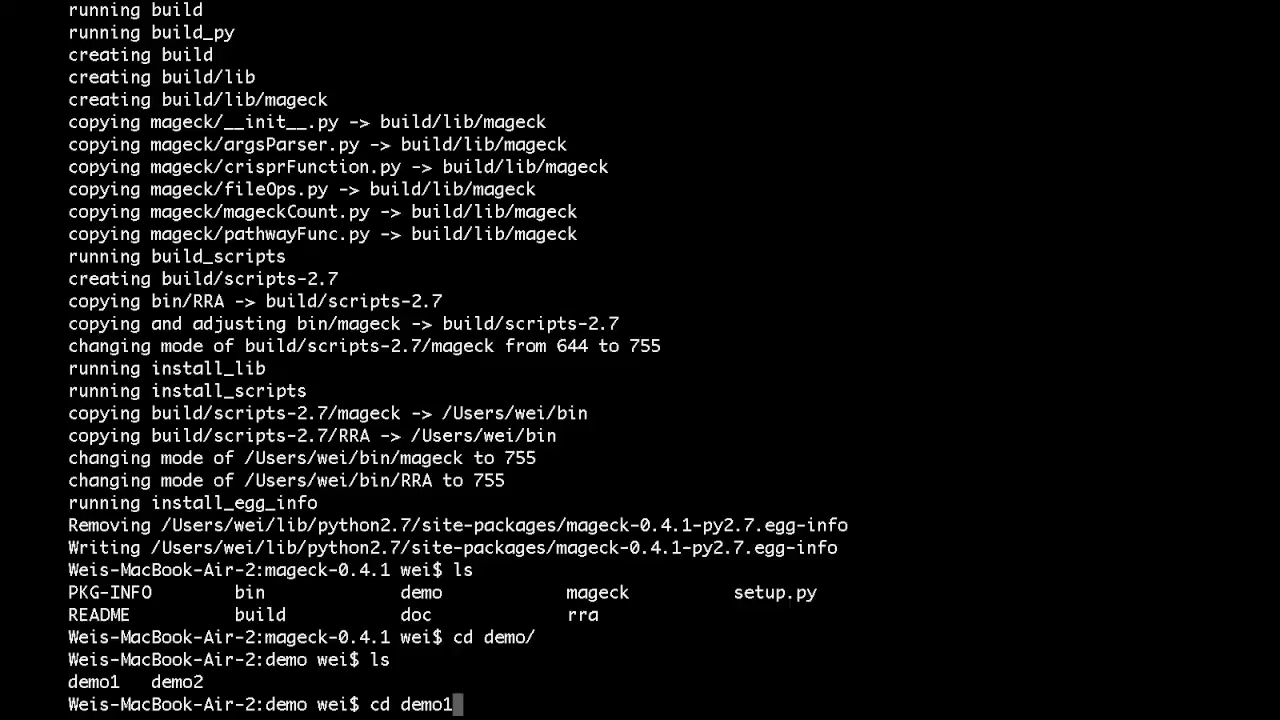 running build
running build_py
creating build
creating build/lib
creating build/lib/mageck
copying mageck/__init__.py -> build/lib/mageck
copying mageck/argsParser.py -> build/lib/mageck
copying mageck/crisprFunction.py -> build/lib/mageck
copying mageck/fileOps.py -> build/lib/mageck
copying mageck/mageckCount.py -> build/lib/mageck
copying mageck/pathwayFunc.py -> build/lib/mageck
running build_scripts
creating build/scripts-2.7
copying bin/RRA -> build/scripts-2.7
copying and adjusting bin/mageck -> build/scripts-2.7
changing mode of build/scripts-2.7/mageck from 644 to 755
running install_lib
running install_scripts
copying build/scripts-2.7/mageck -> /Users/wei/bin
copying build/scripts-2.7/RRA -> /Users/wei/bin
changing mode of /Users/wei/bin/mageck to 755
changing mode of /Users/wei/bin/RRA to 755
running install_egg_info
Removing /Users/wei/lib/python2.7/site-packages/mageck-0.4.1-py2.7.egg-info
Writing /Users/wei/lib/python2.7/site-packages/mageck-0.4.1-py2.7.egg-info
Weis-MacBook-Air-2:mageck-0.4.1 wei$ ls
PKG-INFO bin demo mageck setup.py
README build doc rra
Weis-MacBook-Air-2:mageck-0.4.1 wei$ cd demo/
Weis-MacBook-Air-2:demo wei$ ls
demo1 demo2
Weis-MacBook-Air-2:demo wei$ cd demo1